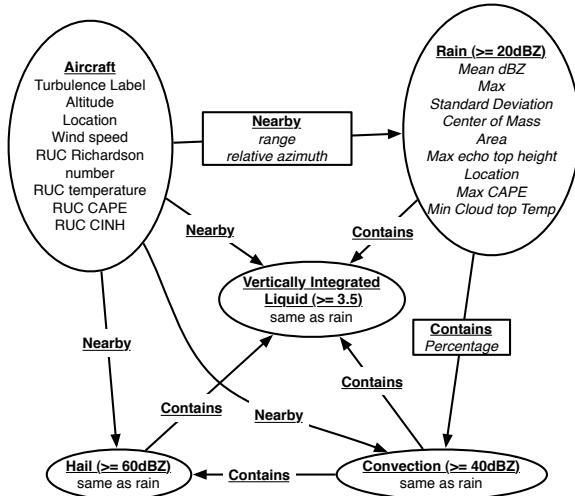 Aircraft
Turbulence Label
Altitude
Location
Wind speed
RUC Richardson
number
RUC temperature
RUC CAPE
RUC CINH
Nearby
range
relative azimuth
Rain (>= 20dBZ)
Mean dBZ
Max
Standard Deviation
Center of Mass
Area
Max echo top height
Location
Max CAPE
Min Cloud top Temp
Nearby
Contains
Vertically Integrated
Liquid (>= 3.5)
same as rain
Nearby
Contains
Percentage
Contains
Contains
Nearby
Hail (>= 60dBZ)
same as rain
Contains
Convection (>= 40dBZ)
same as rain